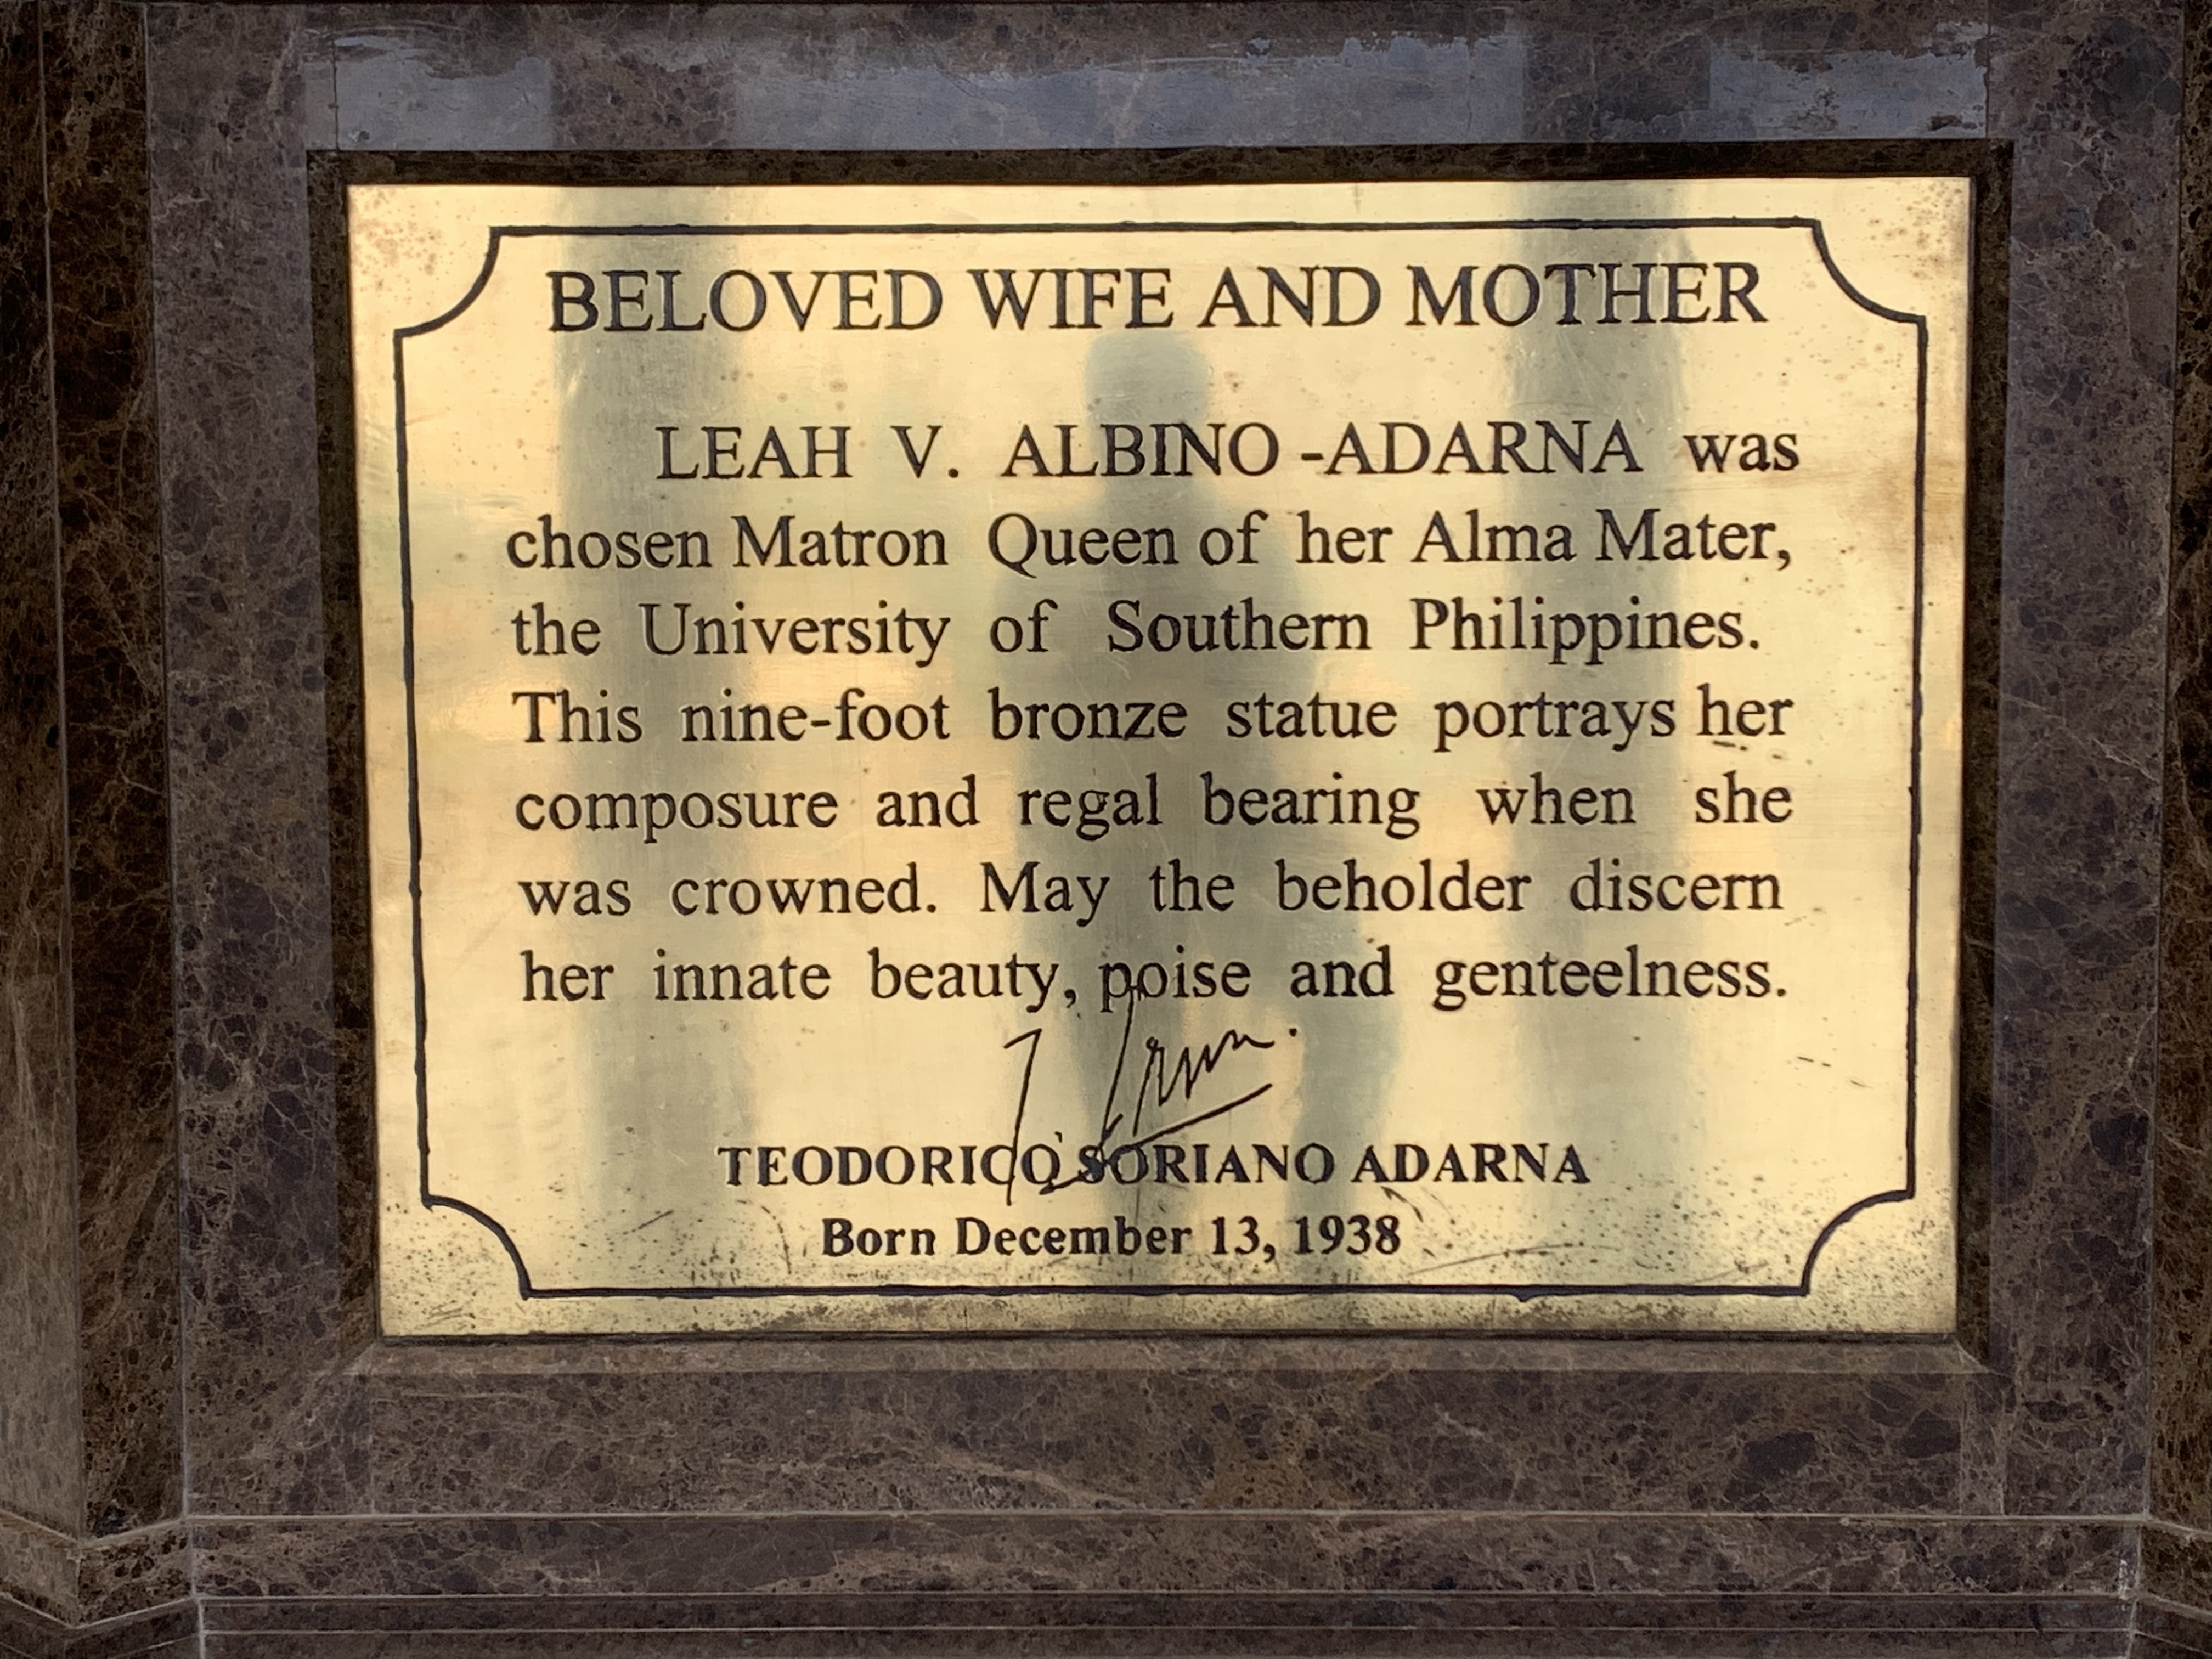 BELOVED WIFE AND MOTHER
LEAH V. ALBINO -ADARNA was
chosen Matron Queen of her Alma Mater,
the University of Southern Philippines.
This nine-foot bronze statue portrays her
composure and regal bearing when she
was crowned. May the beholder discern
her innate beauty, poise and genteelness.
TEODORICO SORIANO ADARNA
Born December 13, 1938